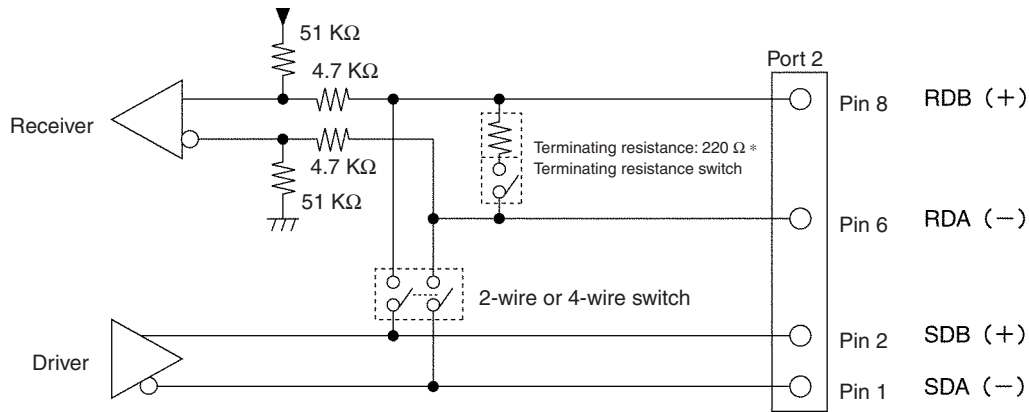 51 KΩ
4.7 KΩ
Port 2
Receiver
Pin 8 RDB (+)
Terminating resistance: 220 Ω *
Terminating resistance switch
4.7 KΩ
51 KΩ
Pin 6 RDA (−)
2-wire or 4-wire switch
Driver
Pin 2 SDB (+)
Pin 1 SDA (−)